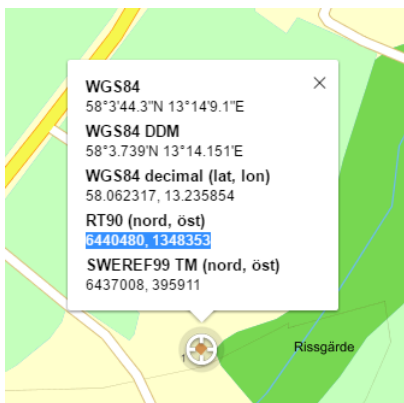 WGS84
58°3'44.3"N 13°14'9.1"E
WGS84 DDM
58°3.739'N 13°14.151'E
WGS84 decimal (lat, lon)
58.062317, 13.235854
RT90 (nord, öst)
6440480, 1348353
SWEREF99 TM (nord, öst)
6437008, 395911
Rissgärde